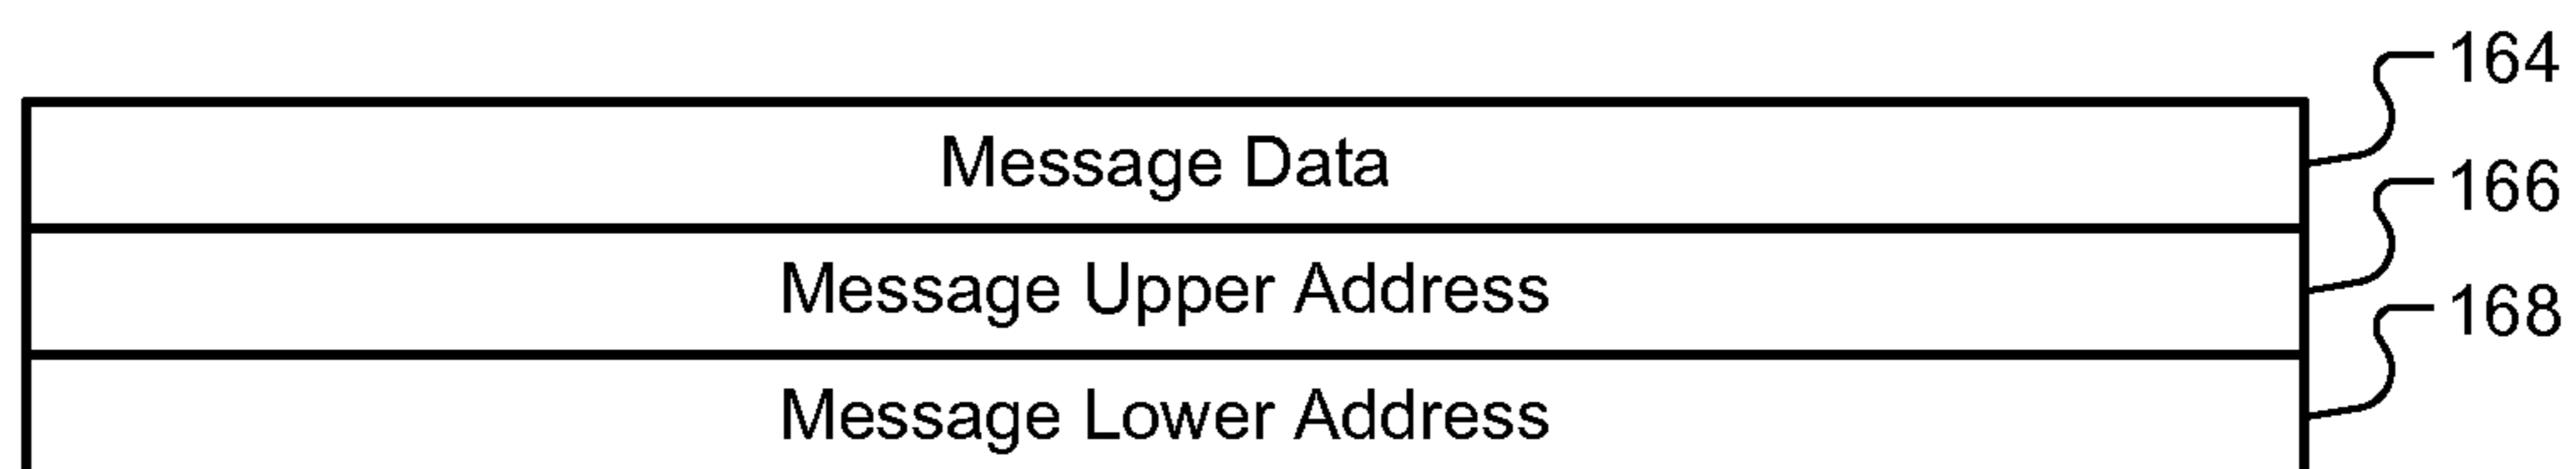 164
Message Data
166
Message Upper Address
168
Message Lower Address